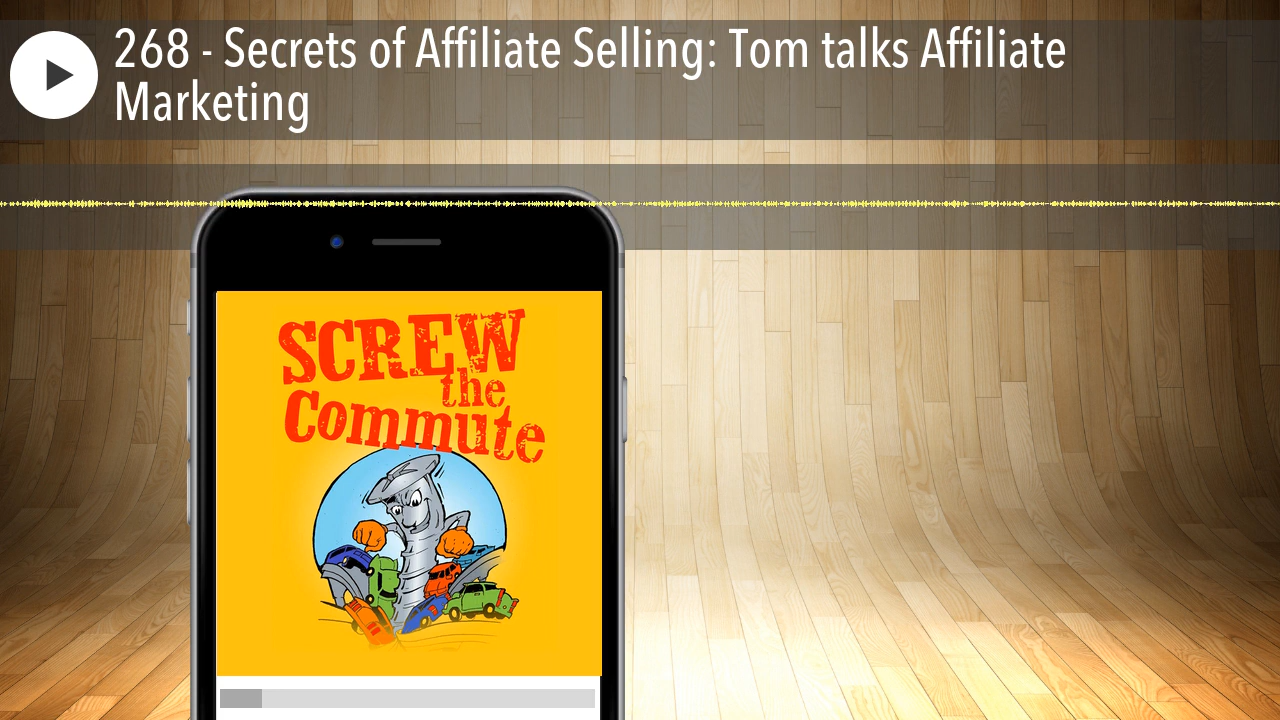 268 - Secrets of Affiliate Selling: Tom talks Affiliate
Marketing
SCREW
the
Commute